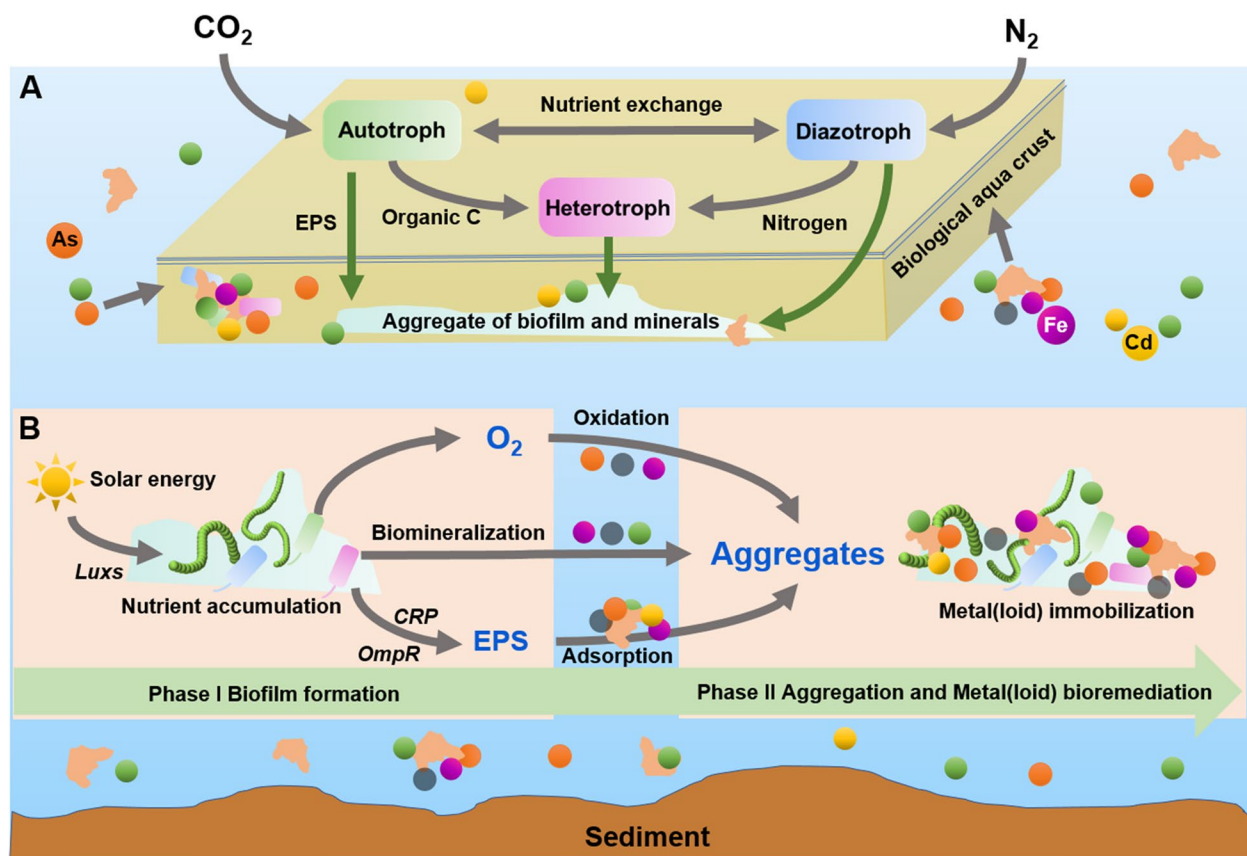 CO2
N2
A
Nutrient exchange
Autotroph
Diazotroph
Heterotroph
EPS
Organic C
Nitrogen
Biological aqua crust
As
Aggregate of biofilm and minerals
Fe
Cd
B
Oxidation
O2
Solar energy
Biomineralization
Aggregates
Luxs
Nutrient accumulation
Metal(loid) immobilization
CRP
OmpR
EPS
Adsorption
Phase I Biofilm formation
Phase II Aggregation and Metal(loid) bioremediation
Sediment